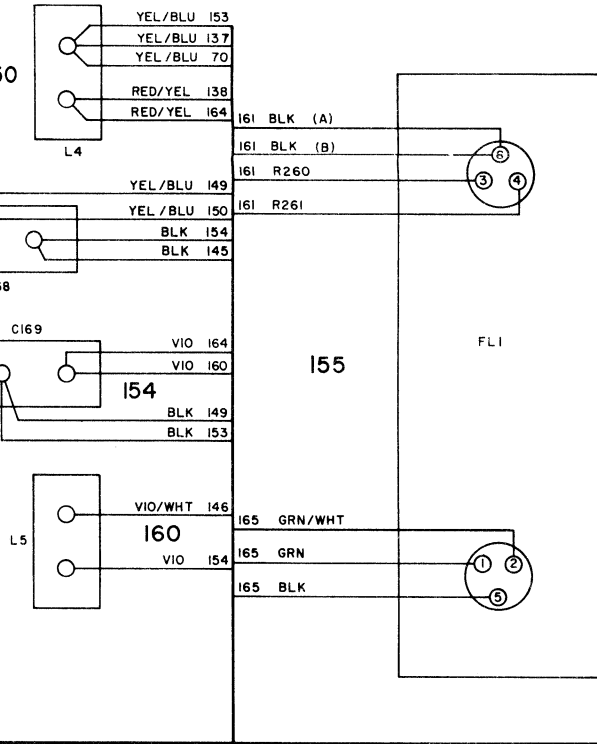 YEL/BLU 153
YEL/BLU 137
YEL/BLU 70
RED/YEL 138
RED/YEL 164
L4
161 BLK (A)
161 BLK (B)
161 R260
161 R261
6
3
4
YEL/BLU 149
YEL/BLU 150
BLK 154
BLK 145
C169
VIO 164
VIO 160
154
BLK 149
BLK 153
155
FL1
VIO/WHT 146
L5
160
VIO 154
165 GRN/WHT
165 GRN
165 BLK
1
2
5